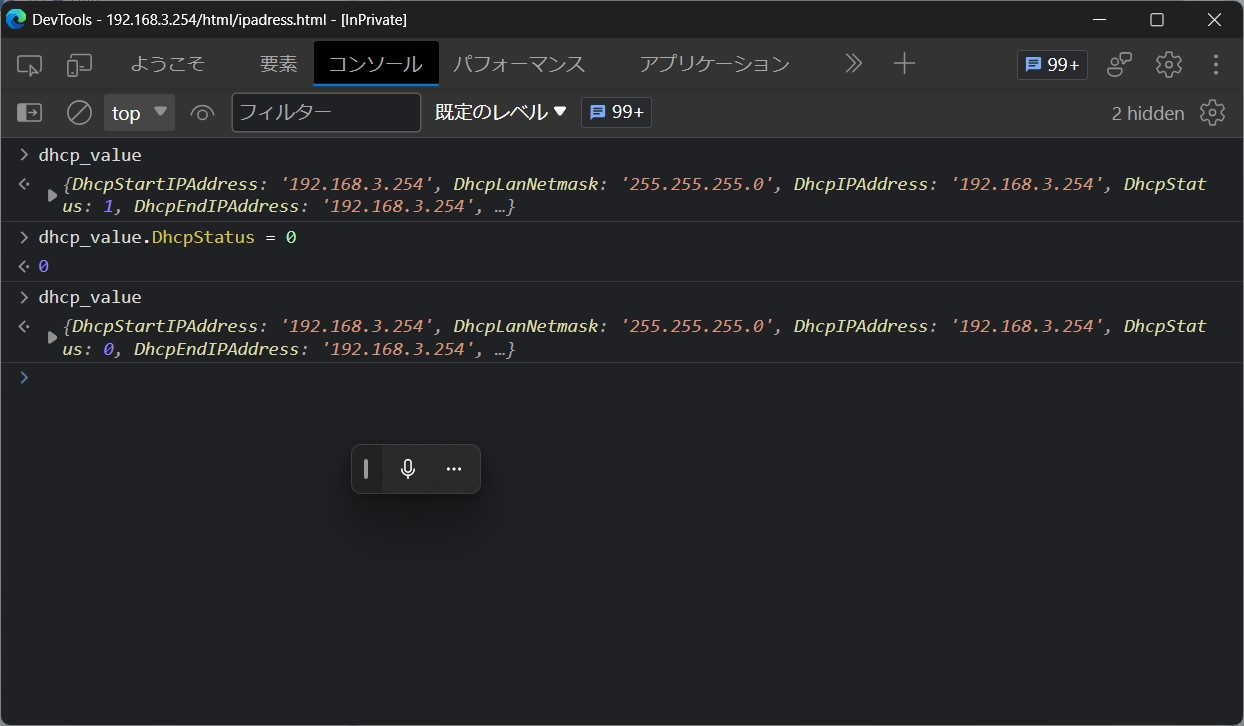 DevTools - 192.168.3.254/html/ipadress.html - [InPrivate]
ようこそ 要素 コンソール パフォーマンス アプリケーション 99+
top フィルター 既定のレベル 99+ 2 hidden
dhcp_value
{DhcpStartIPAddress: '192.168.3.254', DhcpLanNetmask: '255.255.255.0', DhcpIPAddress: '192.168.3.254', DhcpStat
us: 1, DhcpEndIPAddress: '192.168.3.254', …}
dhcp_value.DhcpStatus = 0
0
dhcp_value
{DhcpStartIPAddress: '192.168.3.254', DhcpLanNetmask: '255.255.255.0', DhcpIPAddress: '192.168.3.254', DhcpStat
us: 0, DhcpEndIPAddress: '192.168.3.254', …}